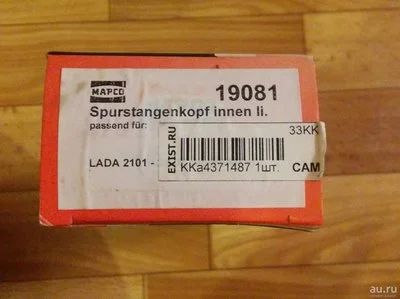 MAPCO
19081
Spurstangenkopf innen li.
passend für:
LADA 2101 -
EXIST.RU
33KK
KKa4371487 1шт.
CAM
au.ru